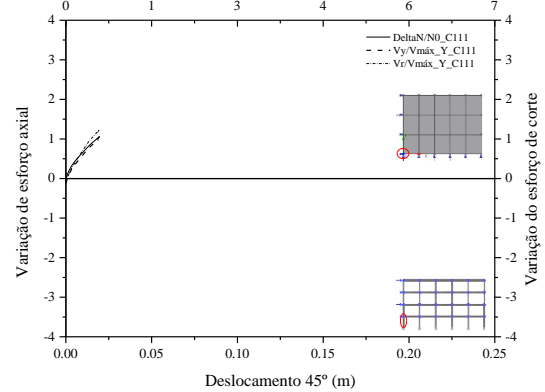 0 1 3 4 5 6 7
DeltaN/N0_C111
Vy/Vmáx_Y_C111
Vr/Vmáx_Y_C111
4 4
3 3
2 2
1 1
0 0
-1 -1
-2 -2
-3 -3
-4 -4
Variação de esforço axial
Variação do esforço de corte
0.00 0.05 0.10 0.15 0.20 0.25
Deslocamento 45º (m)